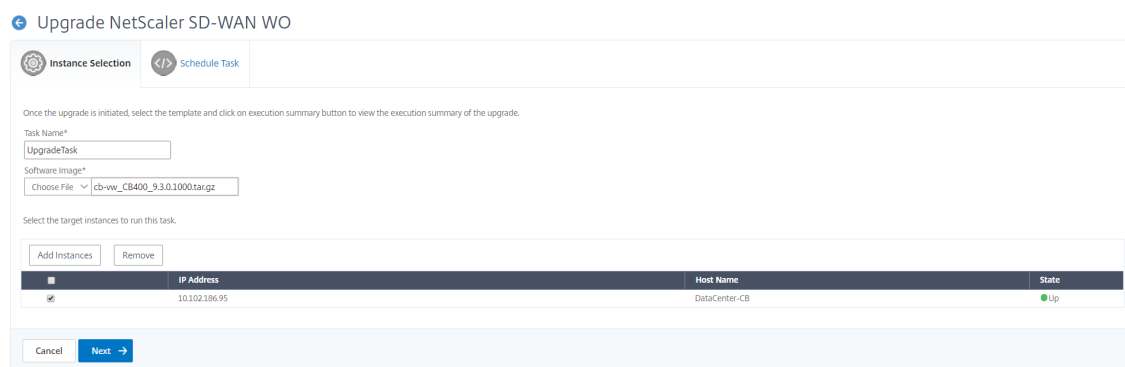 Upgrade NetScaler SD-WAN WO
Instance Selection
</> Schedule Task
Once the upgrade is initiated, select the template and click on execution summary button to view the execution summary of the upgrade.
Task Name*
UpgradeTask
Software Image*
Choose File cb-vw_CB400_9.3.0.1000.tar.gz
Select the target instances to run this task.
Add Instances Remove
IP Address Host Name State
10.102.186.95 DataCenter-CB Up
Cancel Next →